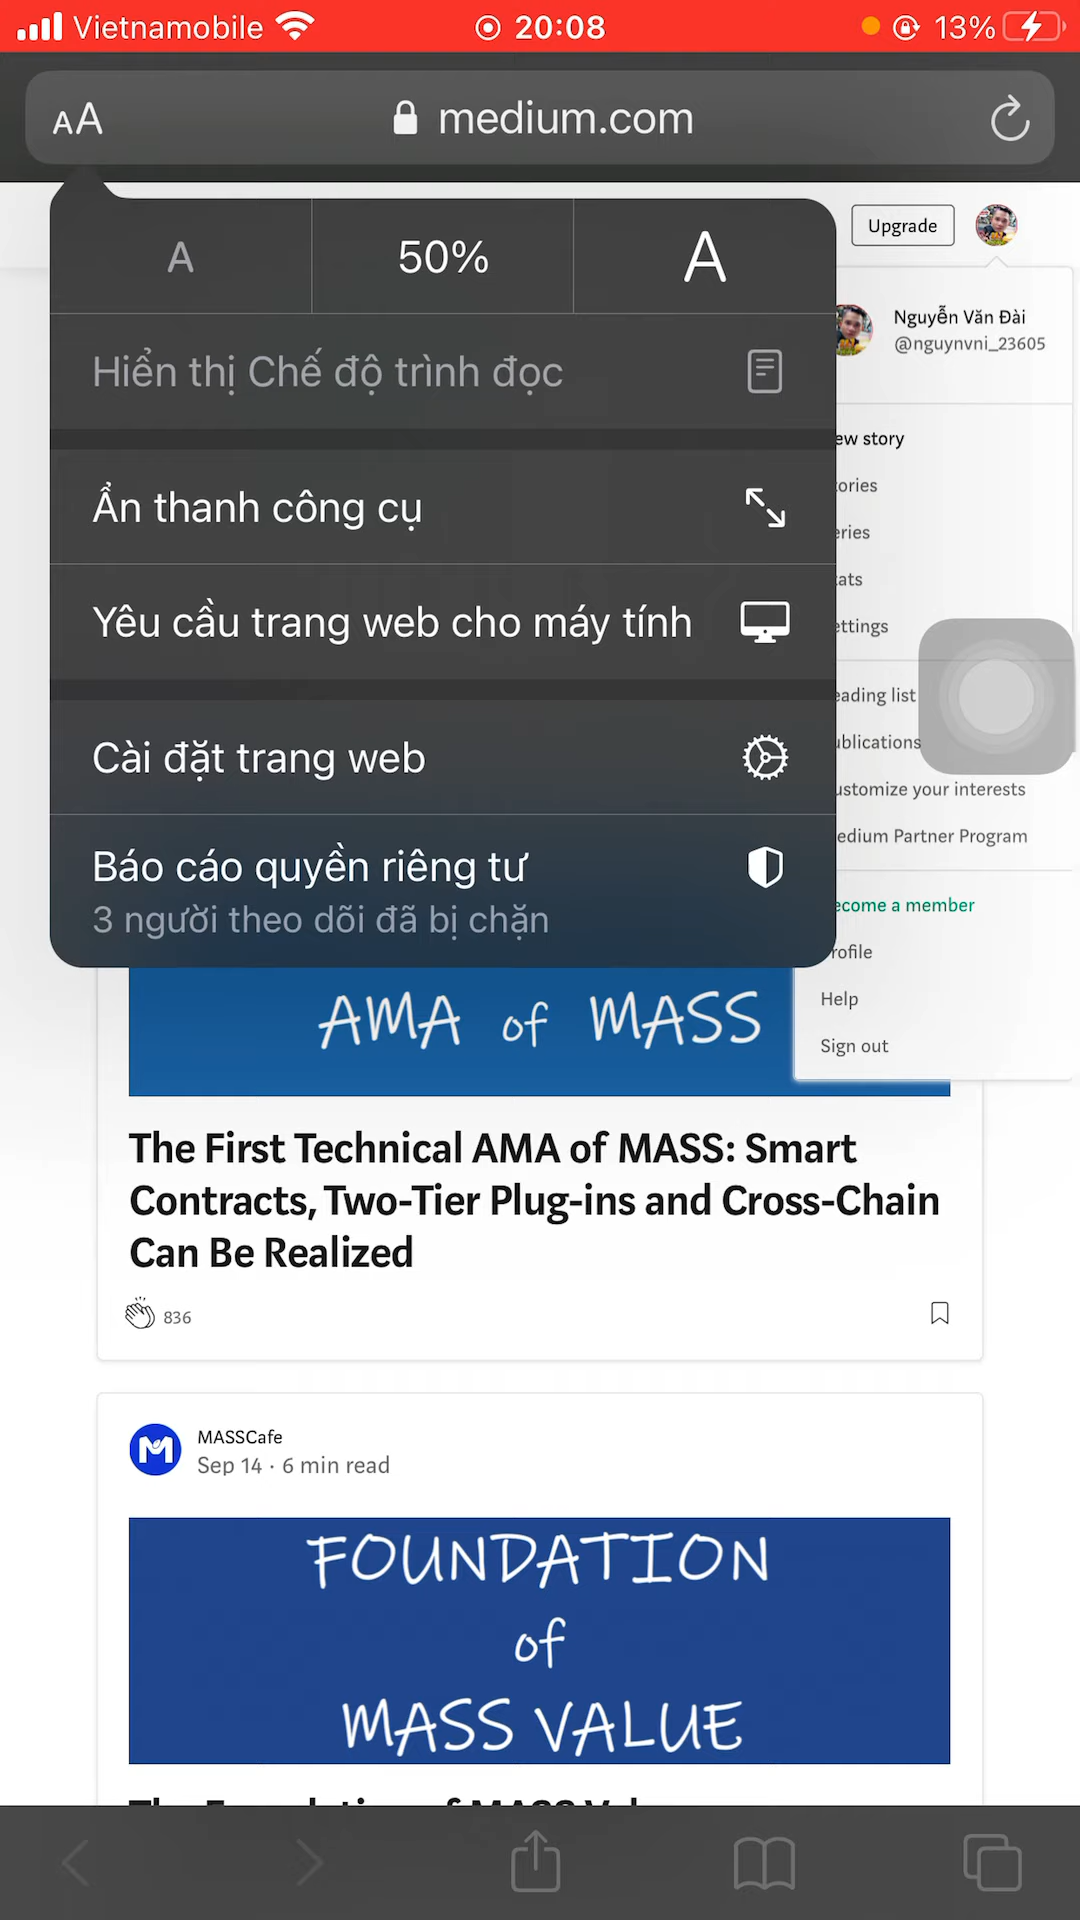 Vietnamobile 20:08 13%
AA medium.com
A 50% A
Upgrade
Hiển thị Chế độ trình đọc
Ẩn thanh công cụ
Yêu cầu trang web cho máy tính
Cài đặt trang web
Báo cáo quyền riêng tư
3 người theo dõi đã bị chặn
Nguyễn Văn Đài
@nguynvni_23605
ew story
ories
eries
ats
ettings
eading list
ublications
ustomize your interests
edium Partner Program
ecome a member
rofile
Help
Sign out
AMA of MASS
The First Technical AMA of MASS: Smart
Contracts, Two-Tier Plug-ins and Cross-Chain
Can Be Realized
836
MASSCafe
Sep 14 · 6 min read
FOUNDATION
of
MASS VALUE